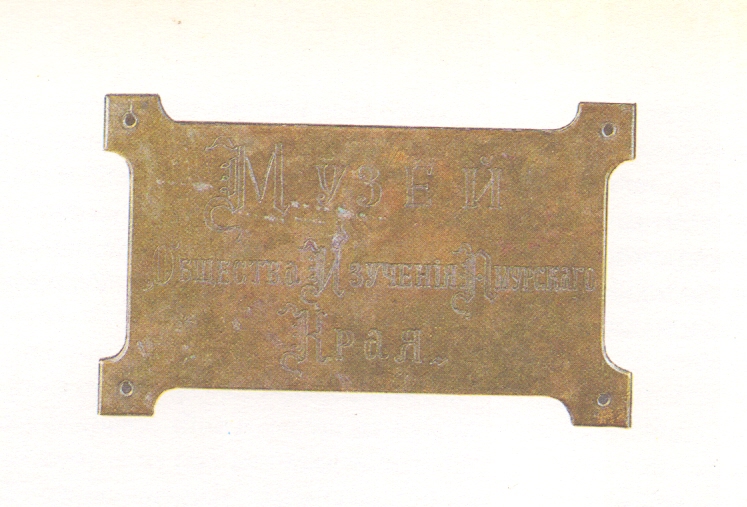 Музей
„Общества Изученія Амурскаго
Края„